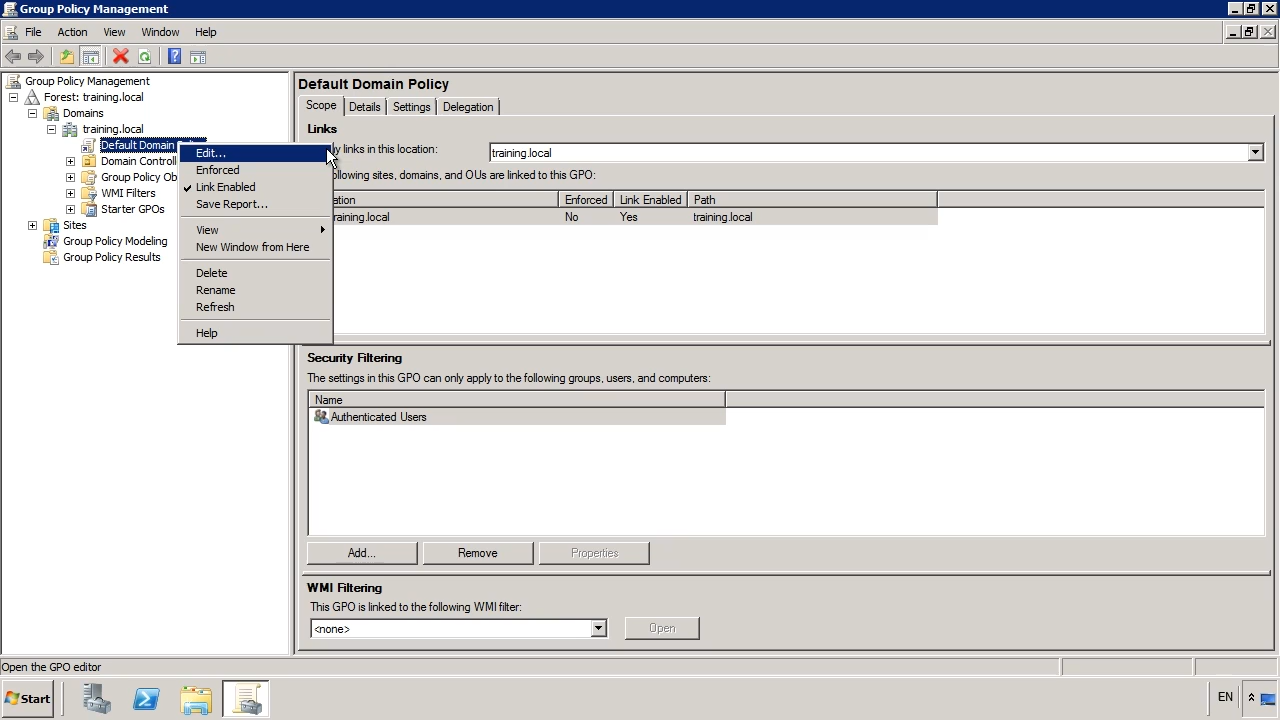 Group Policy Management
File Action View Window Help
Group Policy Management
Forest: training.local
Domains
training.local
Default Domain
Domain Controll
Group Policy Ob
WMI Filters
Starter GPOs
Sites
Group Policy Modeling
Group Policy Results
Edit...
Enforced
Link Enabled
Save Report...
View
New Window from Here
Delete
Rename
Refresh
Help
Default Domain Policy
Scope Details Settings Delegation
Links
y links in this location: training.local
ollowing sites, domains, and OUs are linked to this GPO:
ation Enforced Link Enabled Path
raining.local No Yes training.local
Security Filtering
The settings in this GPO can only apply to the following groups, users, and computers:
Name
Authenticated Users
Add... Remove Properties
WMI Filtering
This GPO is linked to the following WMI filter:
<none> Open
Open the GPO editor
Start EN